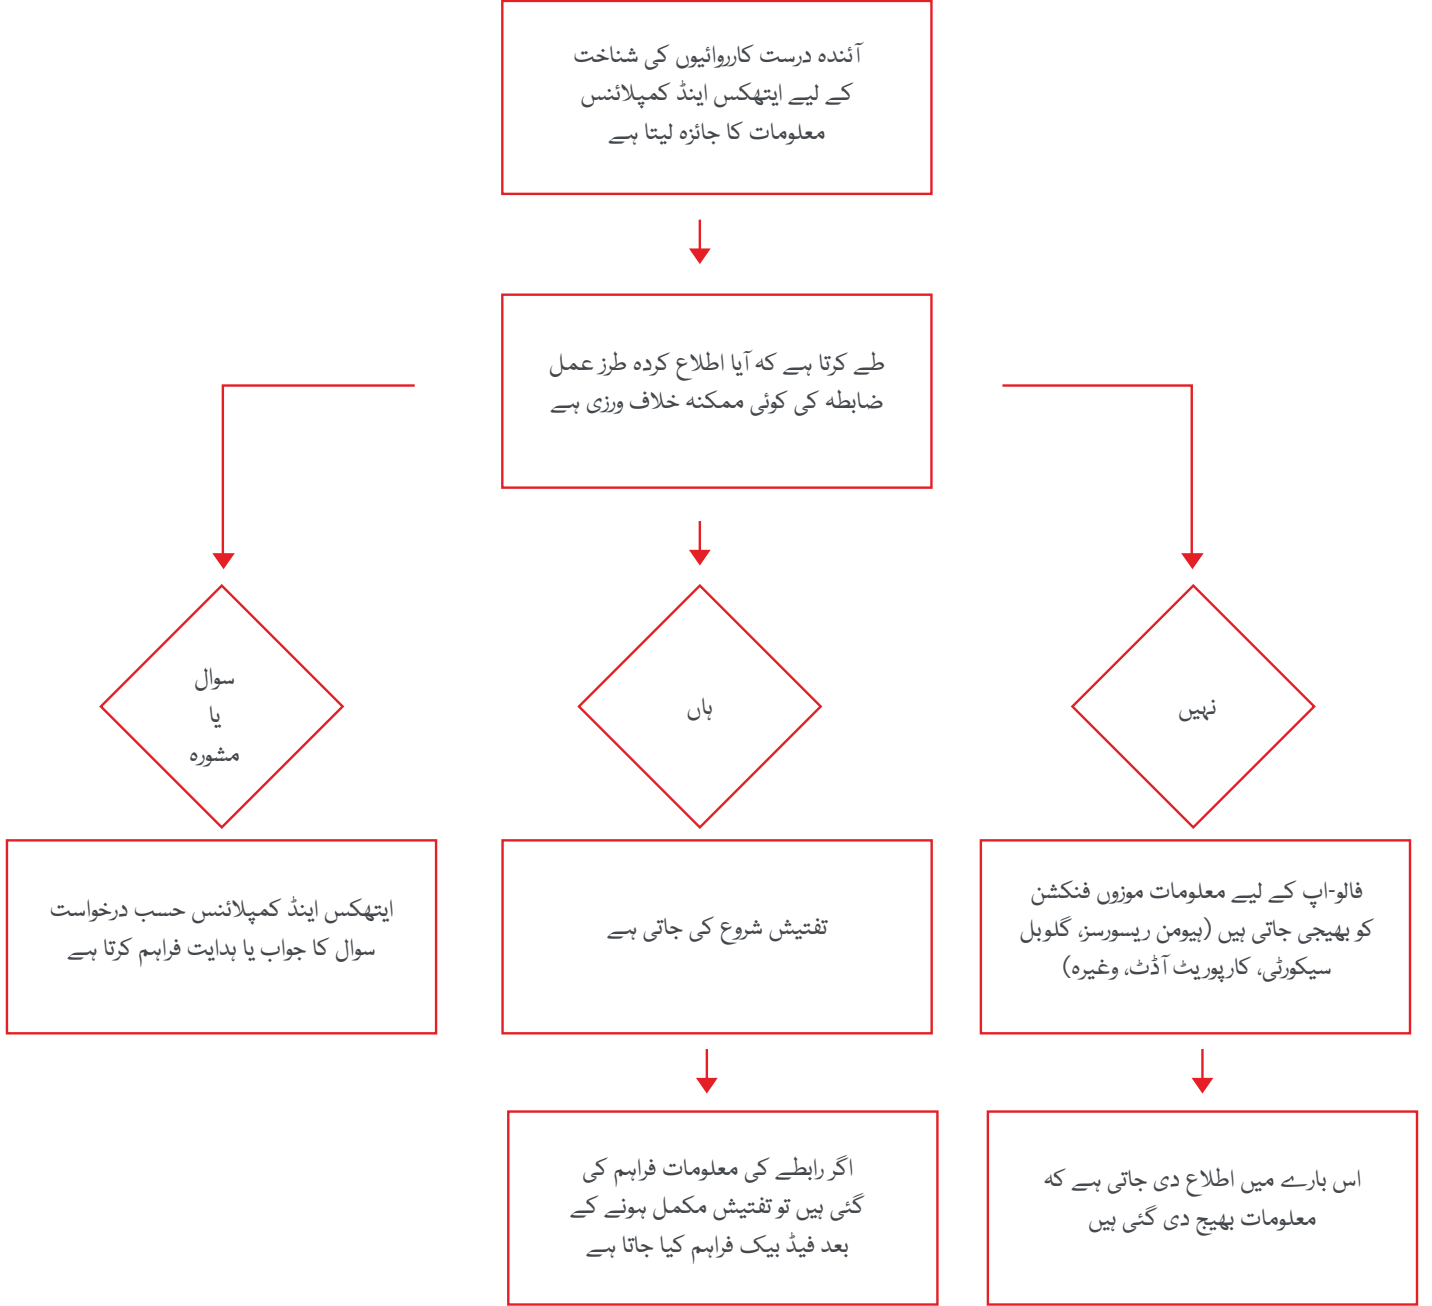 آئندہ درست کارروائیوں کی شناخت
کے لیے ایتھکس اینڈ کمپلائنس
معلومات کا جائزہ لیتا ہے
طے کرتا ہے کہ آیا اطلاع کردہ طرز عمل
ضابطہ کی کوئی ممکنہ خلاف ورزی ہے
نہیں
ہاں
سوال
یا
مشورہ
فالو-اپ کے لیے معلومات موزوں فنکشن
کو بھیجی جاتی ہیں (ہیومن ریسورسز، گلوبل
سیکورٹی، کارپوریٹ آڈٹ، وغیرہ)
تفتیش شروع کی جاتی ہے
ایتھکس اینڈ کمپلائنس حسب درخواست
سوال کا جواب یا ہدایت فراہم کرتا ہے
اس بارے میں اطلاع دی جاتی ہے کہ
معلومات بھیج دی گئی ہیں
اگر رابطے کی معلومات فراہم کی
گئی ہیں تو تفتیش مکمل ہونے کے
بعد فیڈ بیک فراہم کیا جاتا ہے